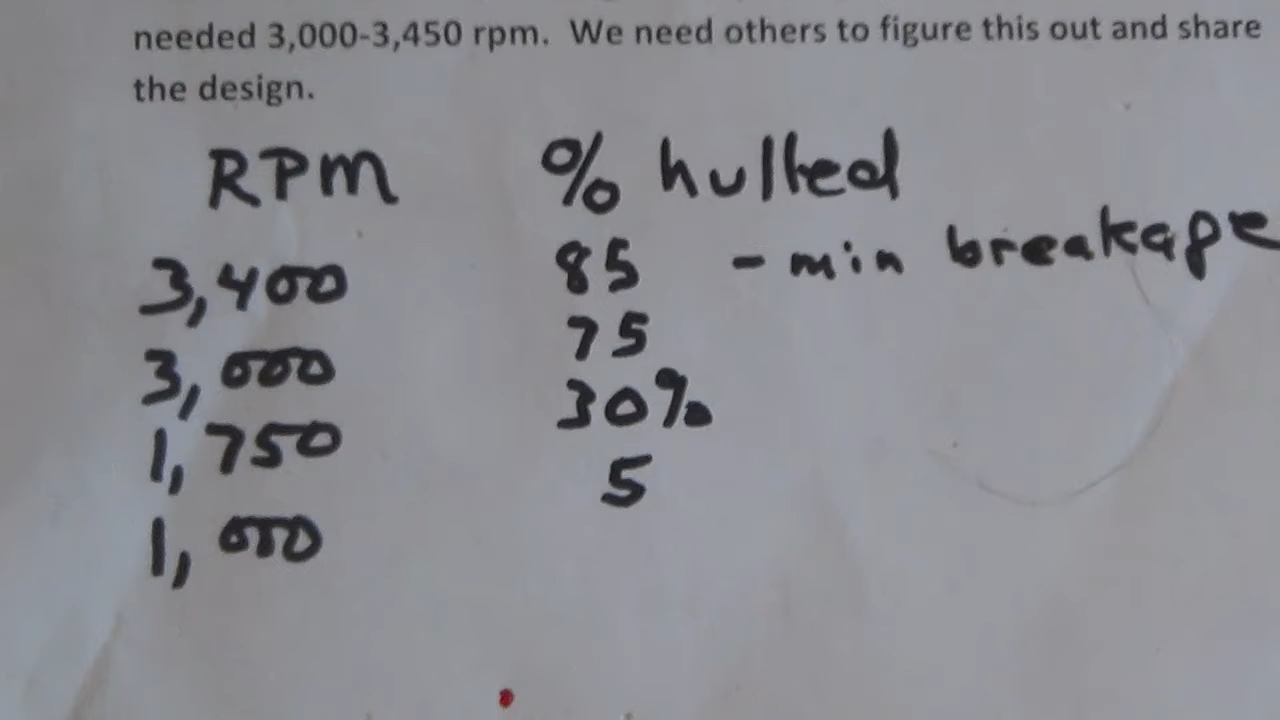 needed 3,000-3,450 rpm. We need others to figure this out and share
the design.
RPM % hulled
3,400 85 - min breakage
3,000 75
1,750 30%
1,000 5